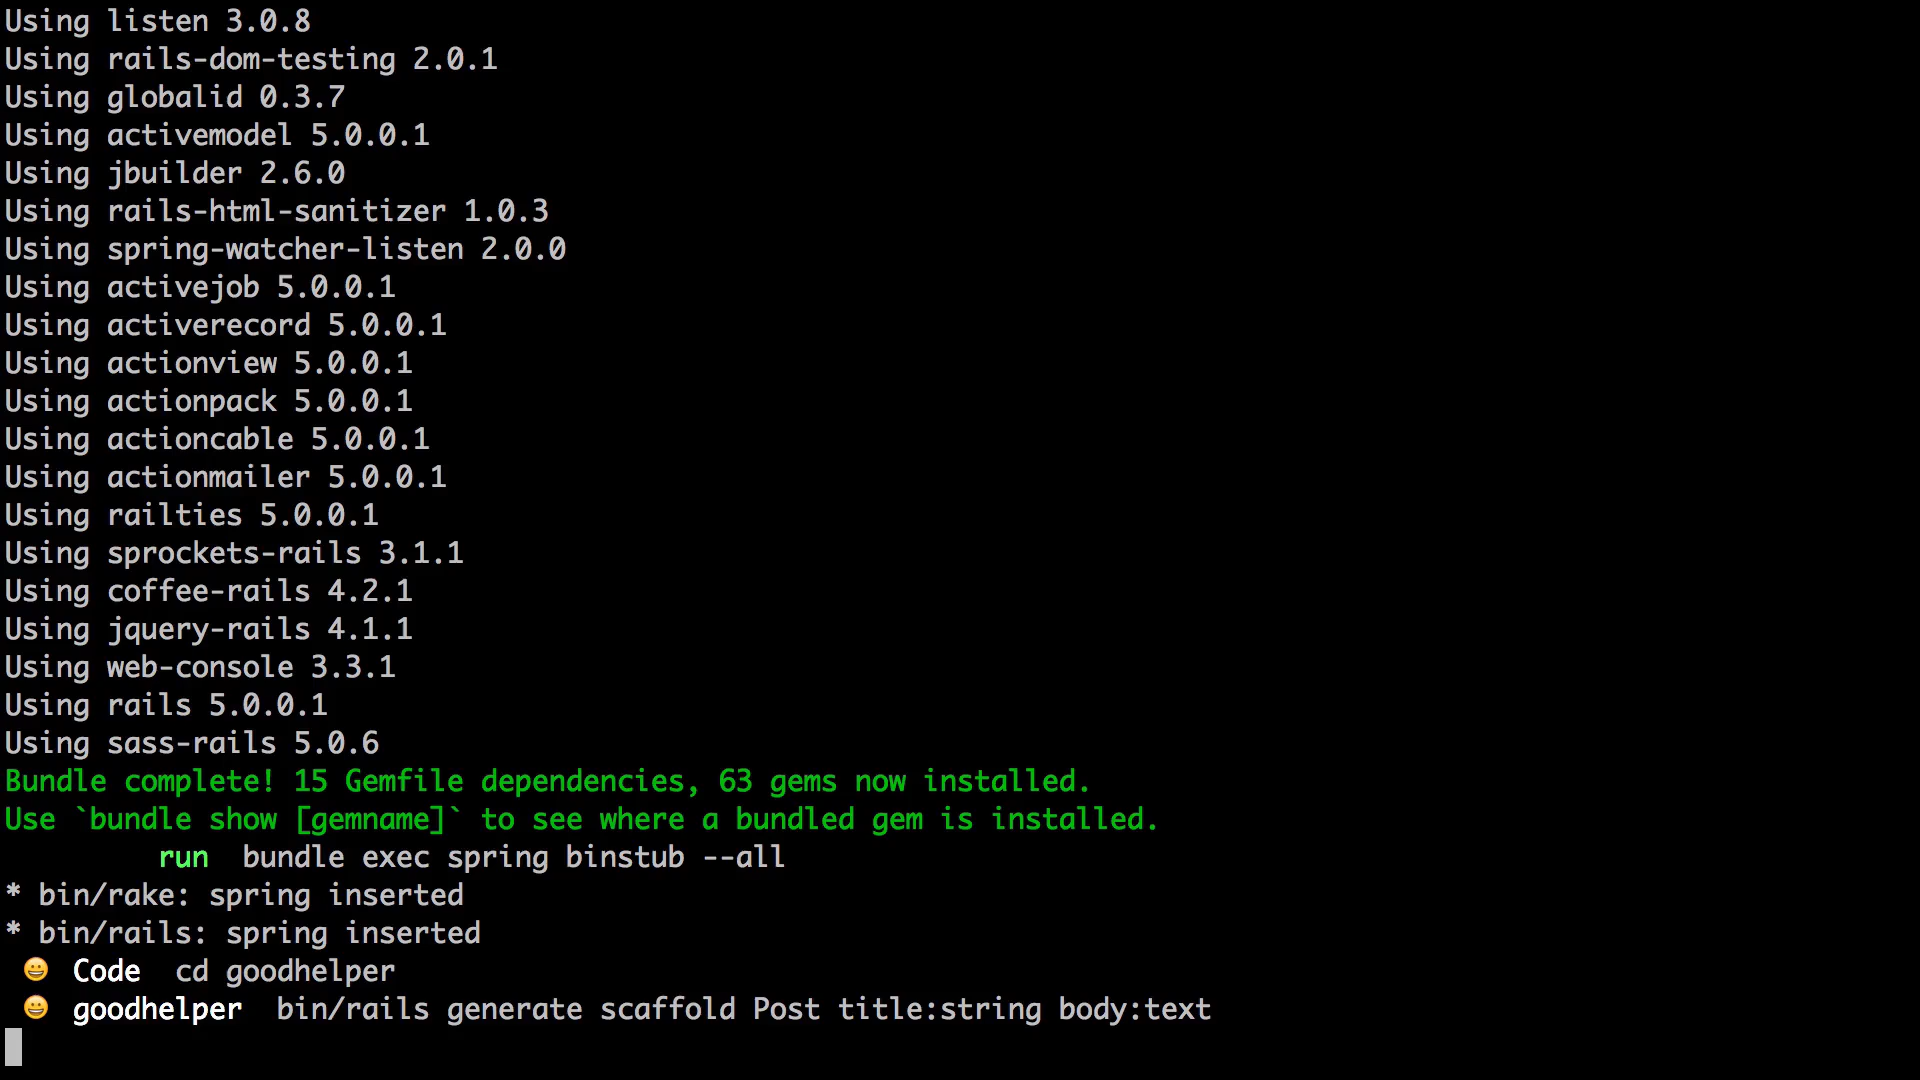 Using listen 3.0.8
Using rails-dom-testing 2.0.1
Using globalid 0.3.7
Using activemodel 5.0.0.1
Using jbuilder 2.6.0
Using rails-html-sanitizer 1.0.3
Using spring-watcher-listen 2.0.0
Using activejob 5.0.0.1
Using activerecord 5.0.0.1
Using actionview 5.0.0.1
Using actionpack 5.0.0.1
Using actioncable 5.0.0.1
Using actionmailer 5.0.0.1
Using railties 5.0.0.1
Using sprockets-rails 3.1.1
Using coffee-rails 4.2.1
Using jquery-rails 4.1.1
Using web-console 3.3.1
Using rails 5.0.0.1
Using sass-rails 5.0.6
Bundle complete! 15 Gemfile dependencies, 63 gems now installed.
Use `bundle show [gemname]` to see where a bundled gem is installed.
run  bundle exec spring binstub --all
* bin/rake: spring inserted
* bin/rails: spring inserted
😀 Code  cd goodhelper
😀 goodhelper  bin/rails generate scaffold Post title:string body:text